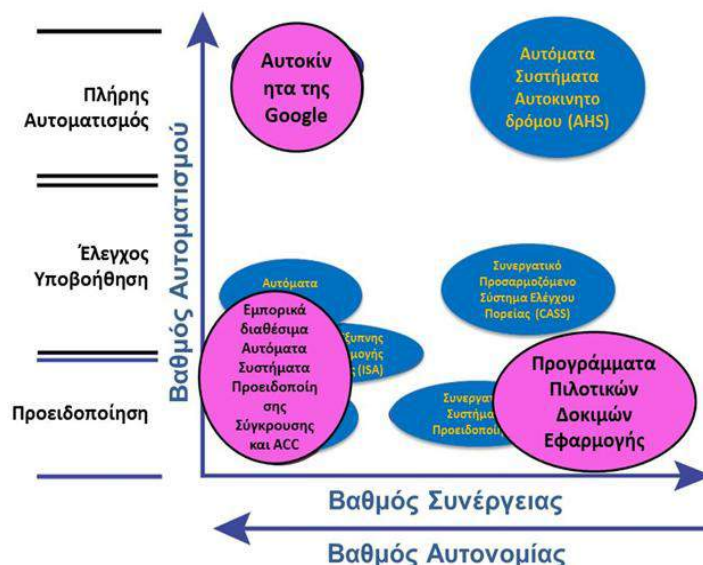 Πλήρης
Αυτοματισμός
Έλεγχος
Υποβοήθηση
Προειδοποίηση
Βαθμός Αυτοματισμού
Αυτοκίν
ητα της
Google
Αυτόματα
Συστήματα
Αυτοκινητο
δρόμου (AHS)
Αυτόματα
Συνεργατικό
Προσαρμοζόμενο
Σύστημα Ελέγχου
Πορείας (CASS)
Εμπορικά
διαθέσιμα
Αυτόματα
Συστήματα
Προειδοποίη
σης
Σύγκρουσης
και ACC
(ISA)
Συστήμα
Προγράμματα
Πιλοτικών
Δοκιμών
Εφαρμογής
Βαθμός Συνέργειας
Βαθμός Αυτονομίας